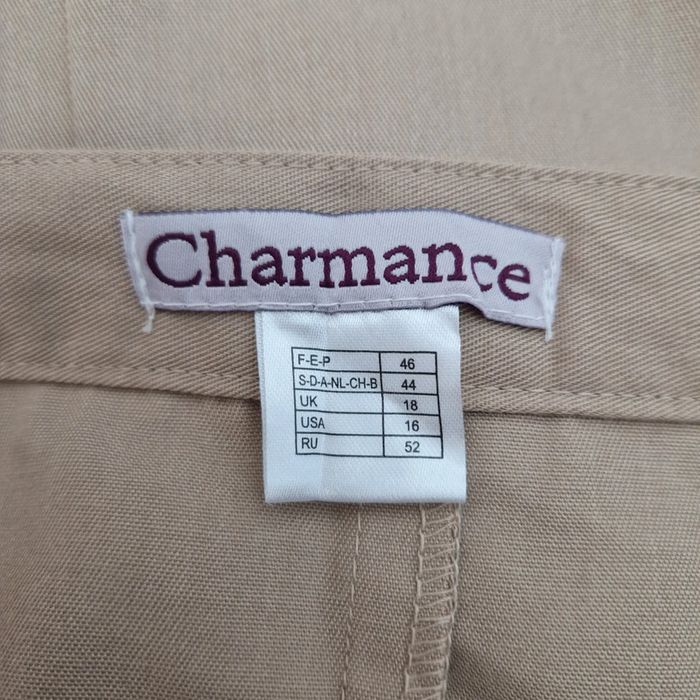 Charmance
F-E-P 46
S-D-A-NL-CH-B 44
UK 18
USA 16
RU 52